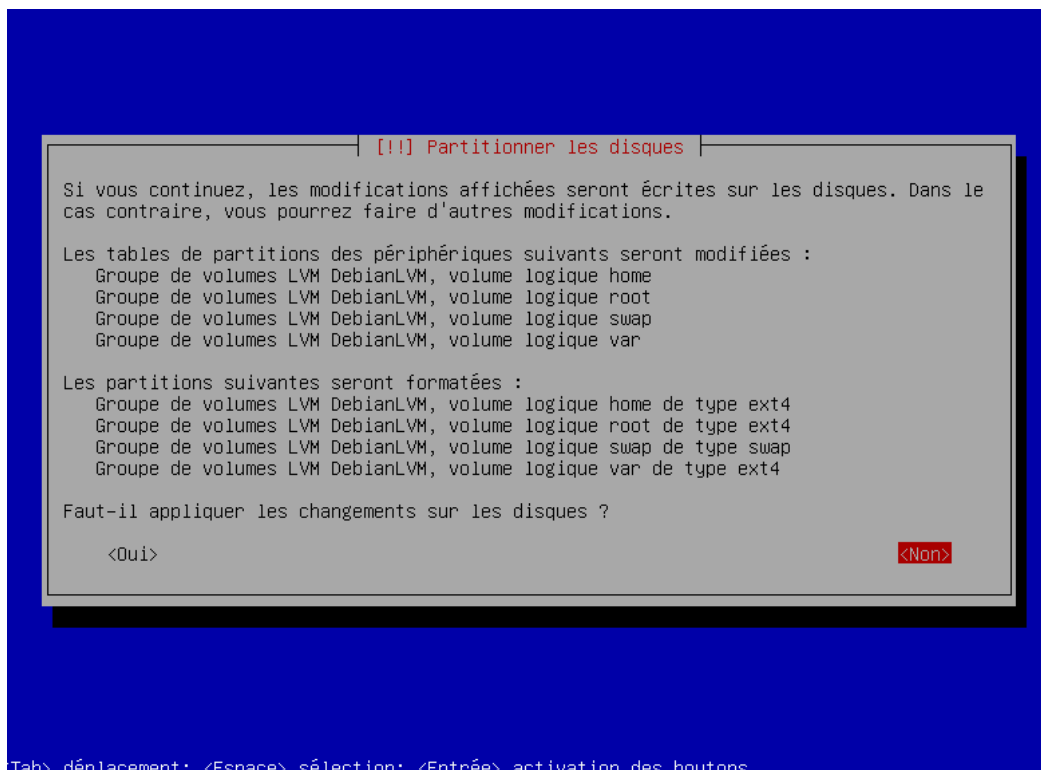 [!!] Partitionner les disques
Si vous continuez, les modifications affichées seront écrites sur les disques. Dans le
cas contraire, vous pourrez faire d'autres modifications.
Les tables de partitions des périphériques suivants seront modifiées :
Groupe de volumes LVM DebianLVM, volume logique home
Groupe de volumes LVM DebianLVM, volume logique root
Groupe de volumes LVM DebianLVM, volume logique swap
Groupe de volumes LVM DebianLVM, volume logique var
Les partitions suivantes seront formatées :
Groupe de volumes LVM DebianLVM, volume logique home de type ext4
Groupe de volumes LVM DebianLVM, volume logique root de type ext4
Groupe de volumes LVM DebianLVM, volume logique swap de type swap
Groupe de volumes LVM DebianLVM, volume logique var de type ext4
Faut-il appliquer les changements sur les disques ?
<Oui> <Non>
<Tab> déplacement; <Espace> sélection; <Entrée> activation des boutons